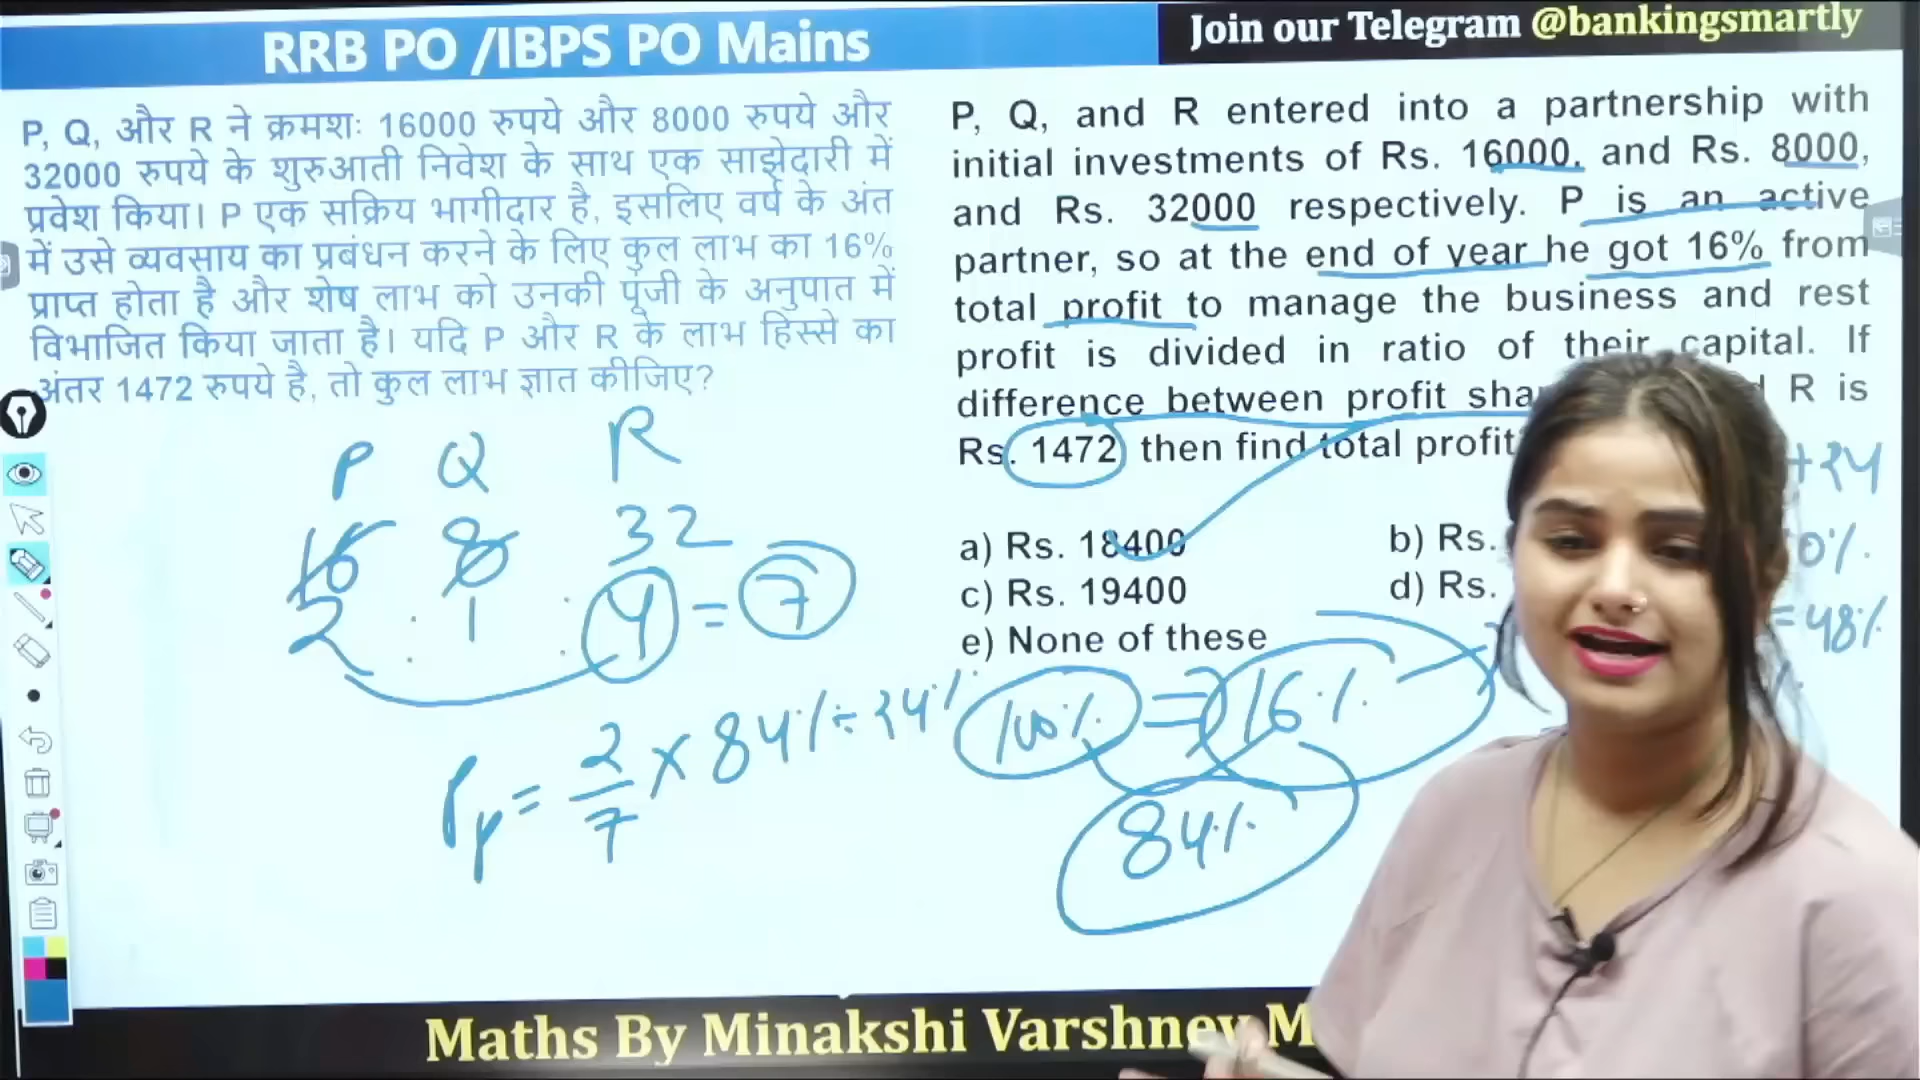 RRB PO /IBPS PO Mains
Join our Telegram @bankingsmartly
P, Q, और R ने क्रमशः 16000 रुपये और 8000 रुपये और
32000 रुपये के शुरुआती निवेश के साथ एक साझेदारी में
प्रवेश किया। P एक सक्रिय भागीदार है, इसलिए वर्ष के अंत
में उसे व्यवसाय का प्रबंधन करने के लिए कुल लाभ का 16%
प्राप्त होता है और शेष लाभ को उनकी पूंजी के अनुपात में
विभाजित किया जाता है। यदि P और R के लाभ हिस्से का
अंतर 1472 रुपये है, तो कुल लाभ ज्ञात कीजिए?
P, Q, and R entered into a partnership with
initial investments of Rs. 16000, and Rs. 8000,
and Rs. 32000 respectively. P is an active
partner, so at the end of year he got 16% from
total profit to manage the business and rest
profit is divided in ratio of their capital. If
difference between profit R is
Rs. 1472 then find total profit
a) Rs. 18400
b) Rs.
c) Rs. 19400
d) Rs.
e) None of these
P Q R
16 8 32
2 1 4 = 7
= 2/7 × 84% = 24%
100% ⇒ 16%
84%
+24
=48%
Maths By Minakshi Varshney